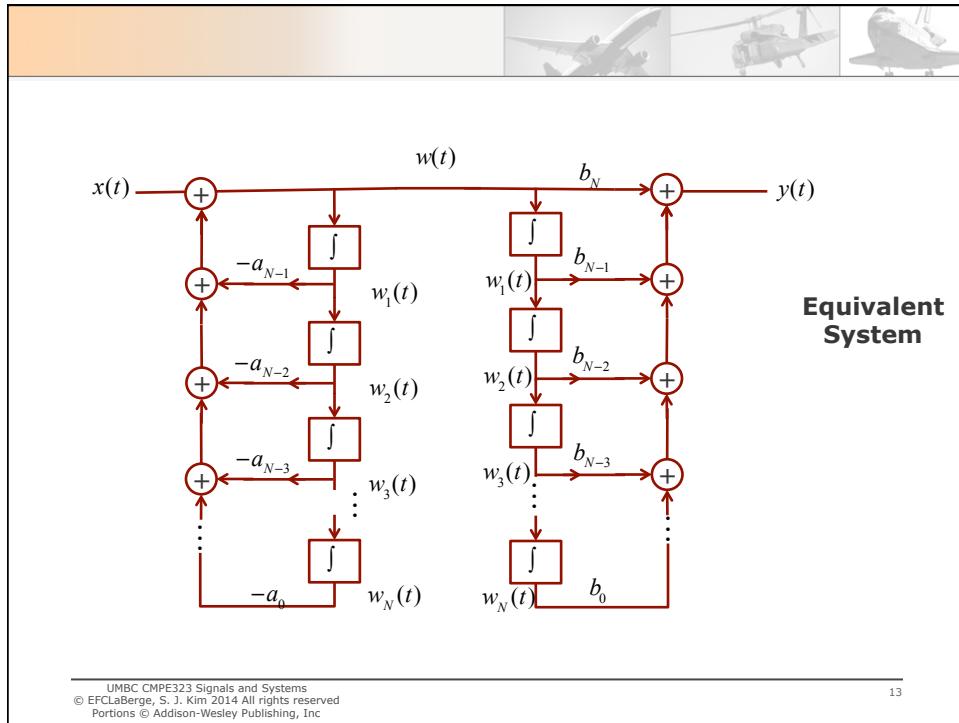 w(t)
x(t) + b_N + y(t)
∫ ∫
+ -a_{N-1} w_1(t) w_1(t) b_{N-1} +
Equivalent
System
∫ ∫
+ -a_{N-2} w_2(t) w_2(t) b_{N-2} +
∫ ∫
+ -a_{N-3} w_3(t) w_3(t) b_{N-3} +
⋮ ⋮ ⋮ ⋮
∫ ∫
-a_0 w_N(t) w_N(t) b_0
UMBC CMPE323 Signals and Systems
© EFCLaBerge, S. J. Kim 2014 All rights reserved
Portions © Addison-Wesley Publishing, Inc
13